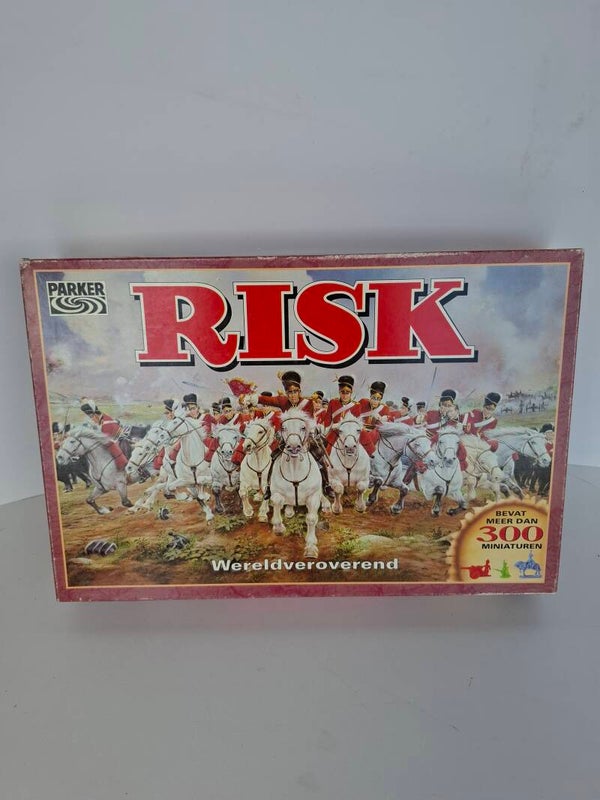 PARKER
RISK
BEVAT
MEER DAN
300
MINIATUREN
Wereldveroverend